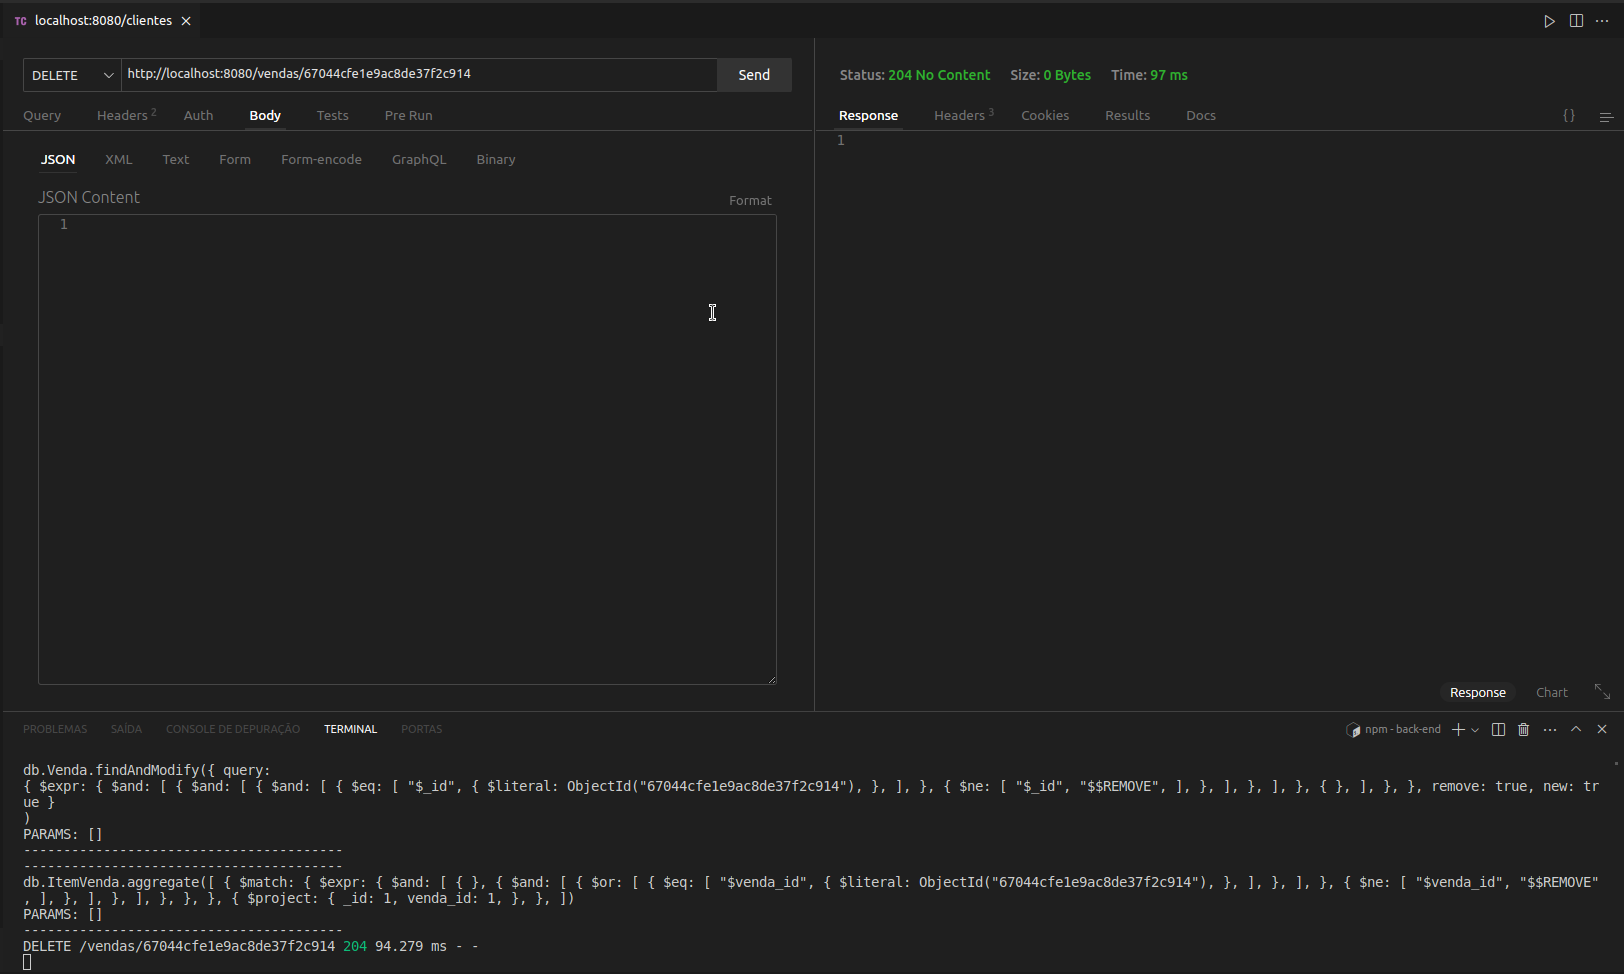 TC localhost:8080/clientes
DELETE http://localhost:8080/vendas/67044cfe1e9ac8de37f2c914 Send
Query Headers 2 Auth Body Tests Pre Run
JSON XML Text Form Form-encode GraphQL Binary
JSON Content
Format
1
Status: 204 No Content Size: 0 Bytes Time: 97 ms
Response Headers 3 Cookies Results Docs {}
1
Response Chart
PROBLEMAS SAÍDA CONSOLE DE DEPURAÇÃO TERMINAL PORTAS npm - back-end
db.Venda.findAndModify({ query:
{ $expr: { $and: [ { $and: [ { $and: [ { $eq: [ "$_id", { $literal: ObjectId("67044cfe1e9ac8de37f2c914"), }, ], }, { $ne: [ "$_id", "$$REMOVE", ], }, ], }, ], }, { }, ], }, }, remove: true, new: tr
ue }
)
PARAMS: []
----------------------------------------
----------------------------------------
db.ItemVenda.aggregate([ { $match: { $expr: { $and: [ { }, { $and: [ { $or: [ { $eq: [ "$venda_id", { $literal: ObjectId("67044cfe1e9ac8de37f2c914"), }, ], }, ], }, { $ne: [ "$venda_id", "$$REMOVE"
, ], }, ], }, ], }, }, }, { $project: { _id: 1, venda_id: 1, }, }, ])
PARAMS: []
----------------------------------------
DELETE /vendas/67044cfe1e9ac8de37f2c914 204 94.279 ms - -